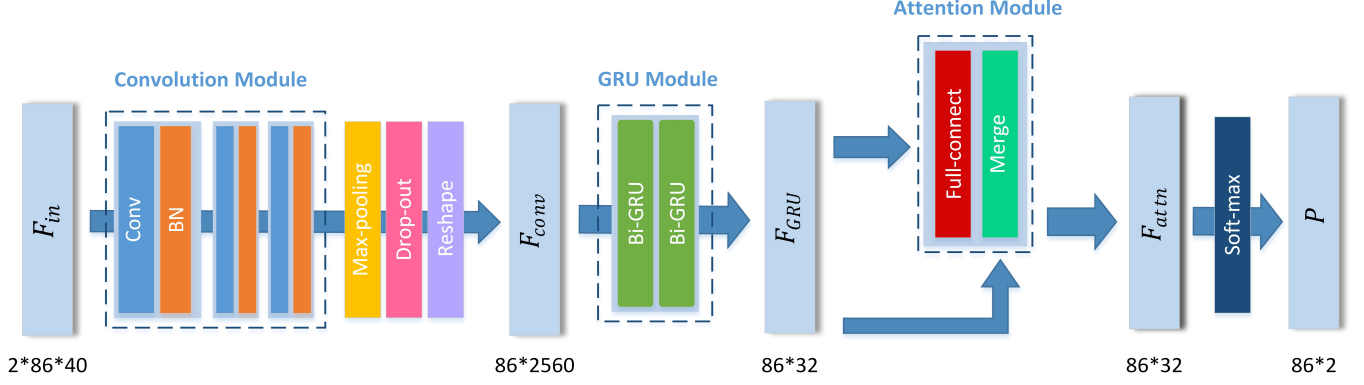 Attention Module
Convolution Module
GRU Module
F_in
Conv
BN
Max-pooling
Drop-out
Reshape
F_conv
Bi-GRU
Bi-GRU
F_GRU
Full-connect
Merge
F_attn
Soft-max
P
2*86*40
86*2560
86*32
86*32
86*2